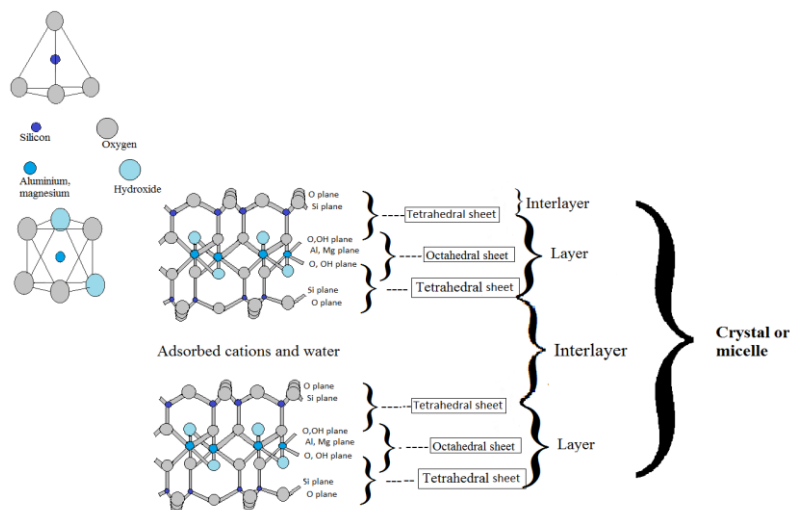 Silicon
Oxygen
Aluminium,
magnesium
Hydroxide
O plane
Si plane
Tetrahedral sheet
Interlayer
O,OH plane
Al, Mg plane
O, OH plane
Octahedral sheet
Layer
Si plane
O plane
Tetrahedral sheet
Adsorbed cations and water
Interlayer
Crystal or
micelle
O plane
Si plane
Tetrahedral sheet
O,OH plane
Al, Mg plane
O, OH plane
Octahedral sheet
Layer
Si plane
O plane
Tetrahedral sheet